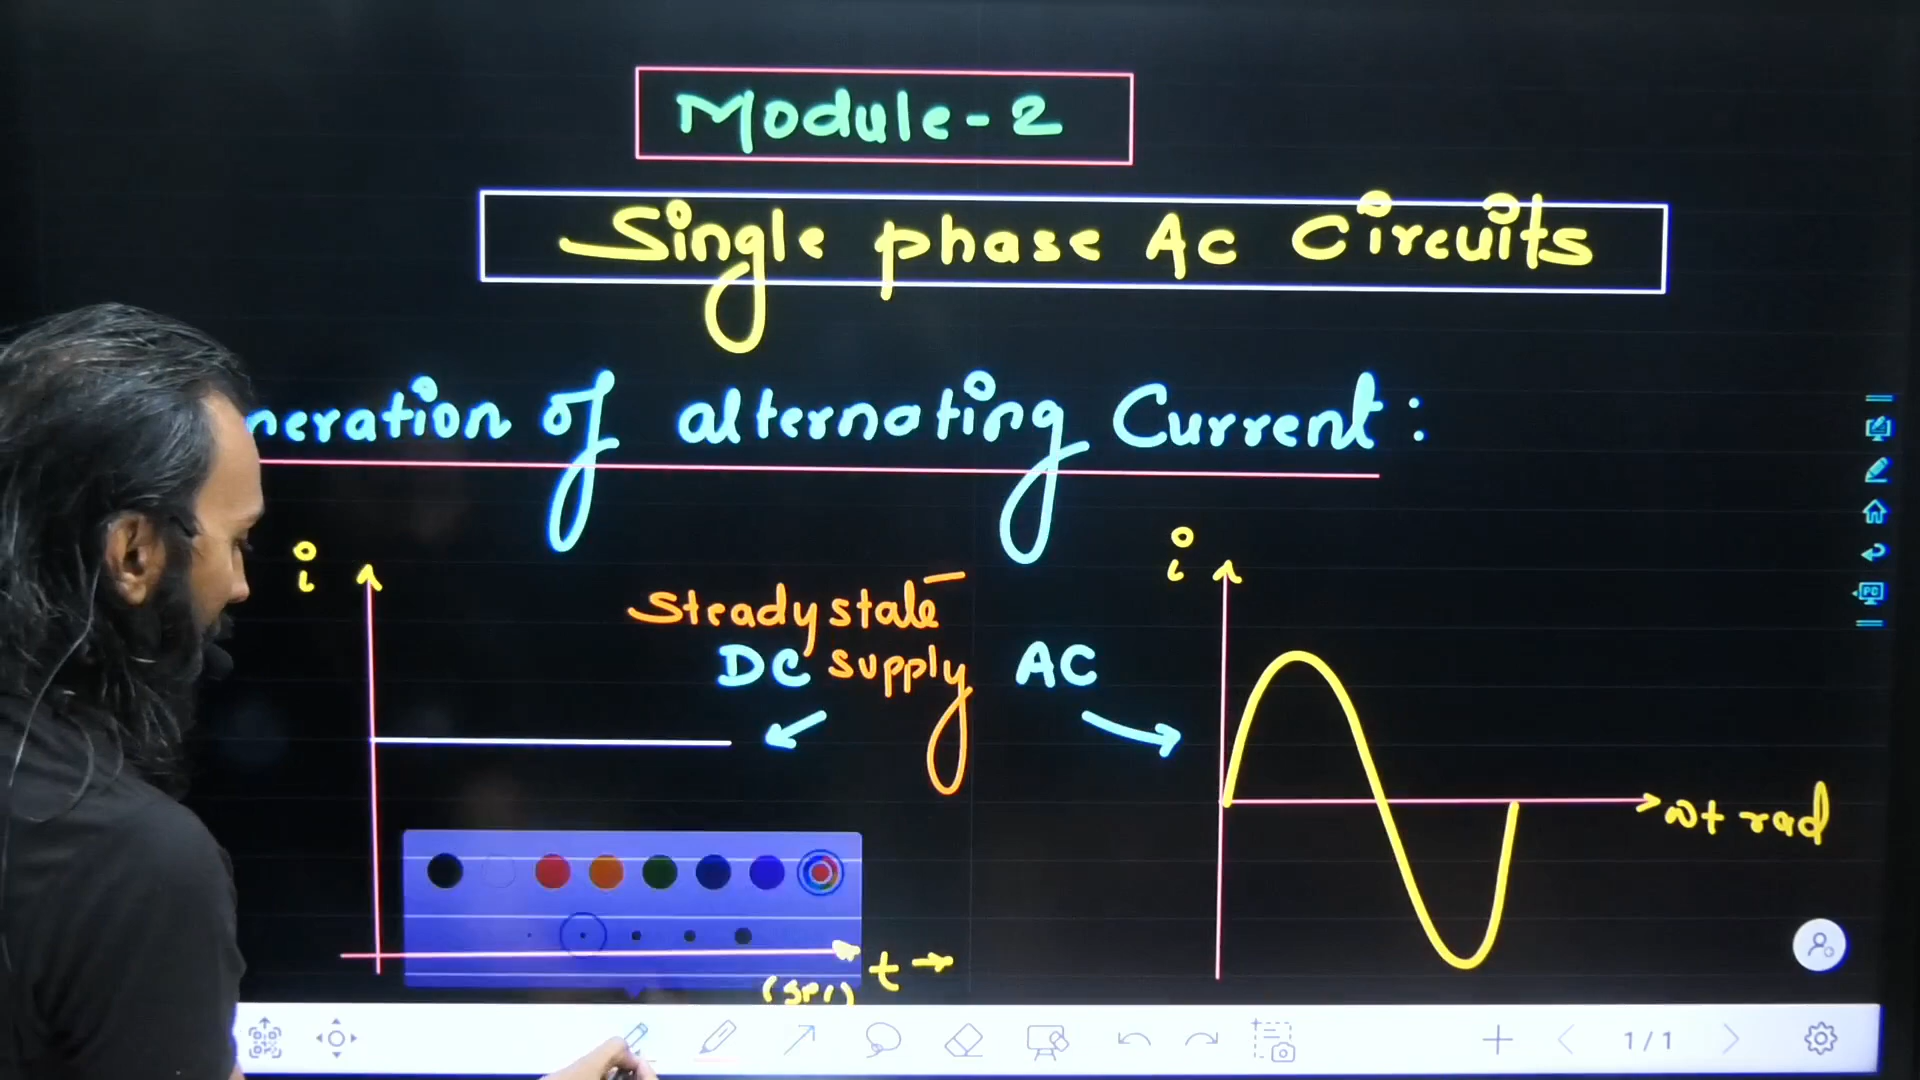 Module-2
Single phase Ac Circuits
neration of alternating Current:
i
i
Steady state
DC supply
AC
ωt rad
t
1/1
PC